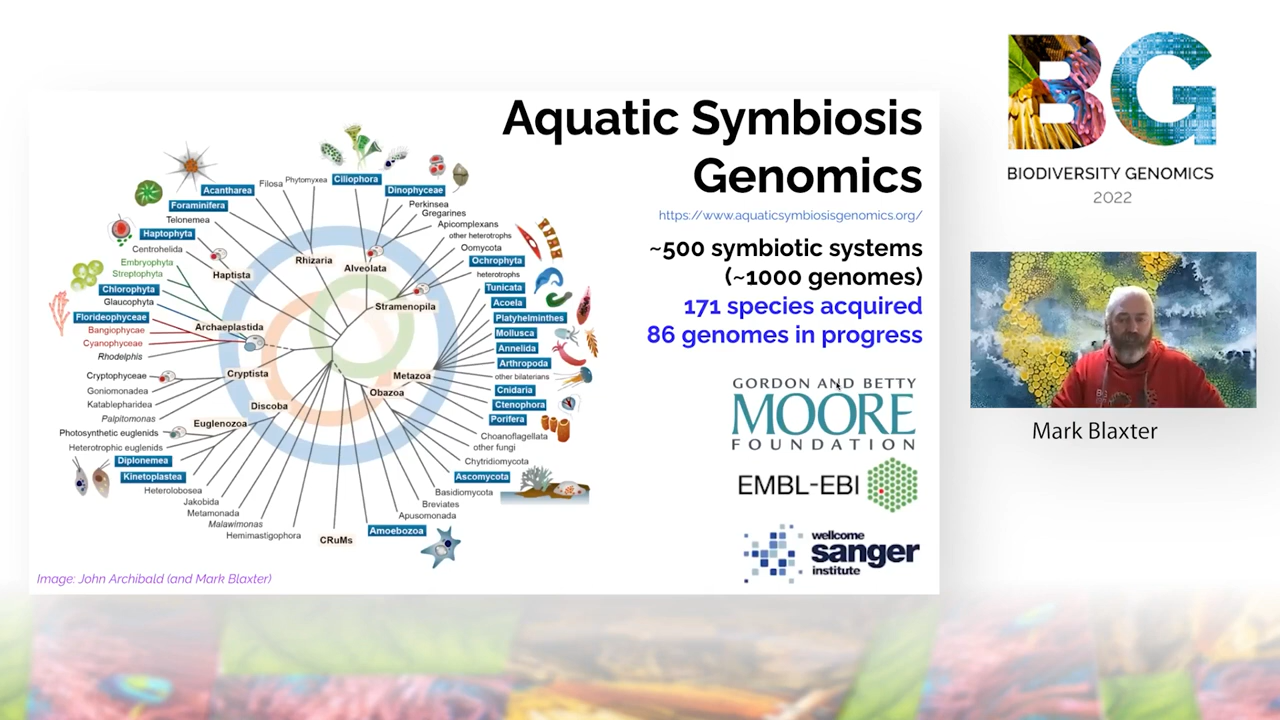 Aquatic Symbiosis
Genomics
https://www.aquaticsymbiosisgenomics.org/
~500 symbiotic systems
(~1000 genomes)
171 species acquired
86 genomes in progress
GORDON AND BETTY
MOORE
FOUNDATION
EMBL-EBI
wellcome
sanger
institute
Acantharea
Filosa
Phytomyxea
Ciliophora
Dinophyceae
Perkinsea
Gregarines
Apicomplexans
other heterotrophs
Oomycota
Ochrophyta
heterotrophs
Tunicata
Acoela
Platyhelminthes
Mollusca
Annelida
Arthropoda
other bilaterians
Cnidaria
Ctenophora
Porifera
Choanoflagellata
other fungi
Chytridiomycota
Ascomycota
Basidiomycota
Breviates
Apusomonada
Amoebozoa
CRuMs
Hemimastigophora
Malawimonas
Metamonada
Jakobida
Heterolobosea
Kinetoplastea
Diplonemea
Heterotrophic euglenids
Photosynthetic euglenids
Palpitomonas
Katablepharidea
Goniomonadea
Cryptophyceae
Rhodelphis
Cyanophyceae
Bangiophycae
Florideophyceae
Glaucophyta
Chlorophyta
Streptophyta
Embryophyta
Centrohelida
Haptophyta
Telonemea
Foraminifera
Rhizaria
Alveolata
Stramenopila
Haptista
Archaeplastida
Cryptista
Discoba
Euglenozoa
Metazoa
Obazoa
Image: John Archibald (and Mark Blaxter)
BG
BIODIVERSITY GENOMICS
2022
Mark Blaxter